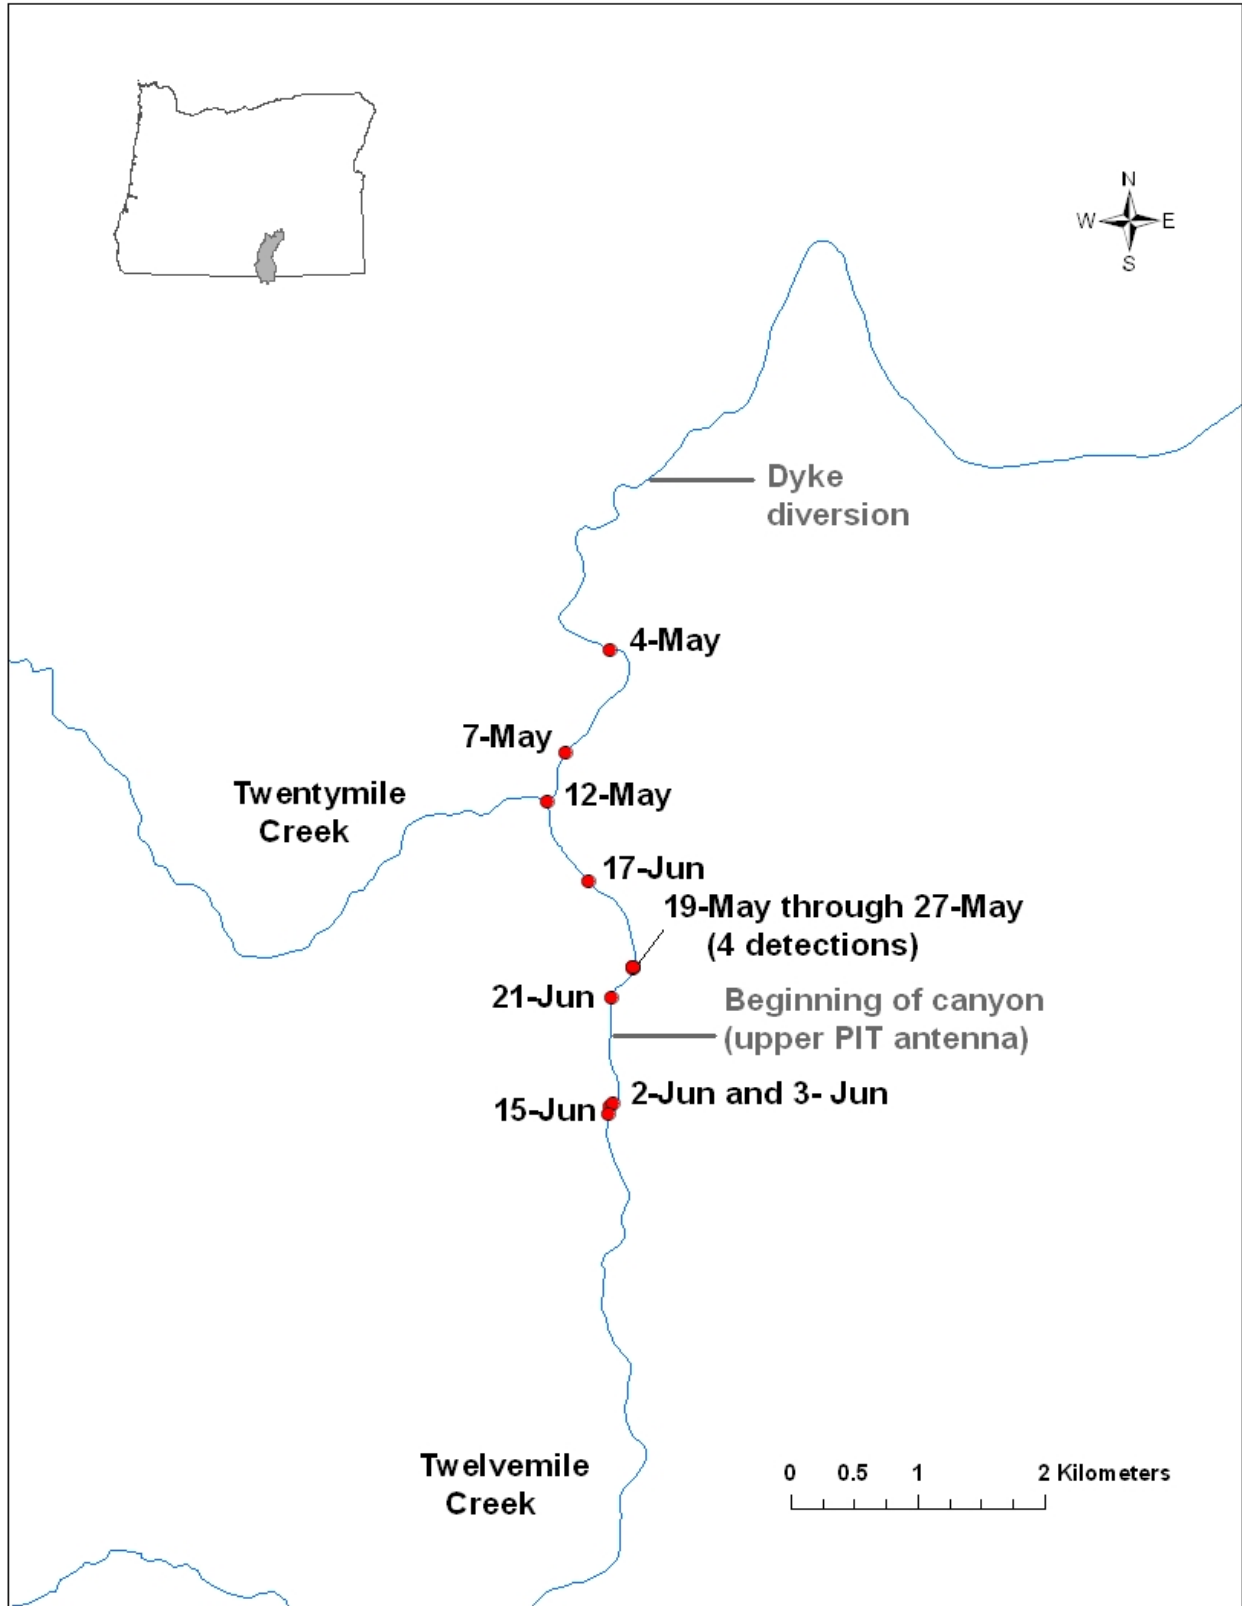 N
W E
S
Dyke
diversion
4-May
7-May
Twentymile
Creek
12-May
17-Jun
19-May through 27-May
(4 detections)
21-Jun
Beginning of canyon
(upper PIT antenna)
2-Jun and 3- Jun
15-Jun
Twelvemile
Creek
0 0.5 1 2 Kilometers